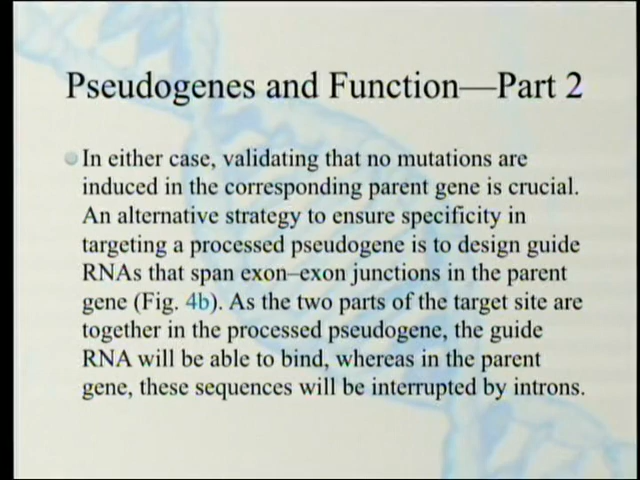 Pseudogenes and Function—Part 2
In either case, validating that no mutations are
induced in the corresponding parent gene is crucial.
An alternative strategy to ensure specificity in
targeting a processed pseudogene is to design guide
RNAs that span exon–exon junctions in the parent
gene (Fig. 4b). As the two parts of the target site are
together in the processed pseudogene, the guide
RNA will be able to bind, whereas in the parent
gene, these sequences will be interrupted by introns.